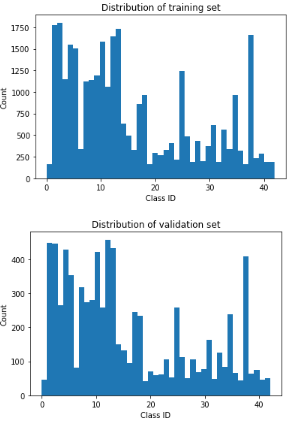 Distribution of training set
1750
1500
1250
1000
750
500
250
0
Count
0 10 20 30 40
Class ID
Distribution of validation set
400
300
200
100
0
Count
0 10 20 30 40
Class ID